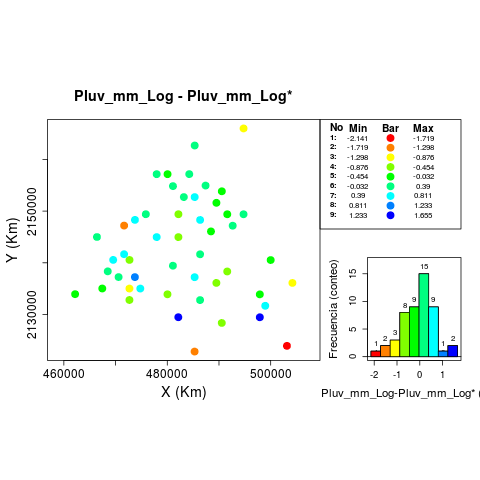 Pluv_mm_Log - Pluv_mm_Log*
No Min Bar Max
1: -2.141 -1.719
2: -1.719 -1.298
3: -1.298 -0.876
4: -0.876 -0.454
5: -0.454 -0.032
6: -0.032 0.39
7: 0.39 0.811
8: 0.811 1.233
9: 1.233 1.655
Y (Km)
2130000 2150000
460000 480000 500000
X (Km)
Frecuencia (conteo)
0 5 10 15
1 2 3 8 9 15 9 1 2
-2 -1 0 1
Pluv_mm_Log-Pluv_mm_Log* (